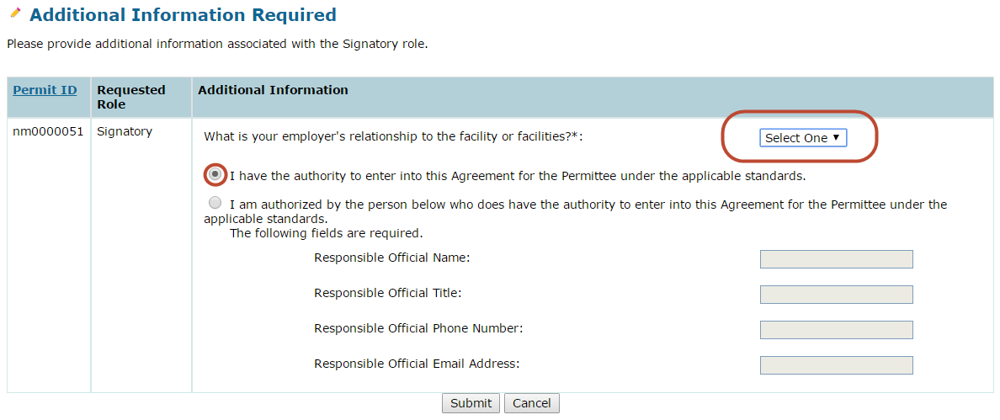 Additional Information Required
Please provide additional information associated with the Signatory role.
Permit ID
Requested
Role
Additional Information
nm0000051
Signatory
What is your employer's relationship to the facility or facilities?*:
Select One
I have the authority to enter into this Agreement for the Permittee under the applicable standards.
I am authorized by the person below who does have the authority to enter into this Agreement for the Permittee under the
applicable standards.
The following fields are required.
Responsible Official Name:
Responsible Official Title:
Responsible Official Phone Number:
Responsible Official Email Address:
Submit
Cancel